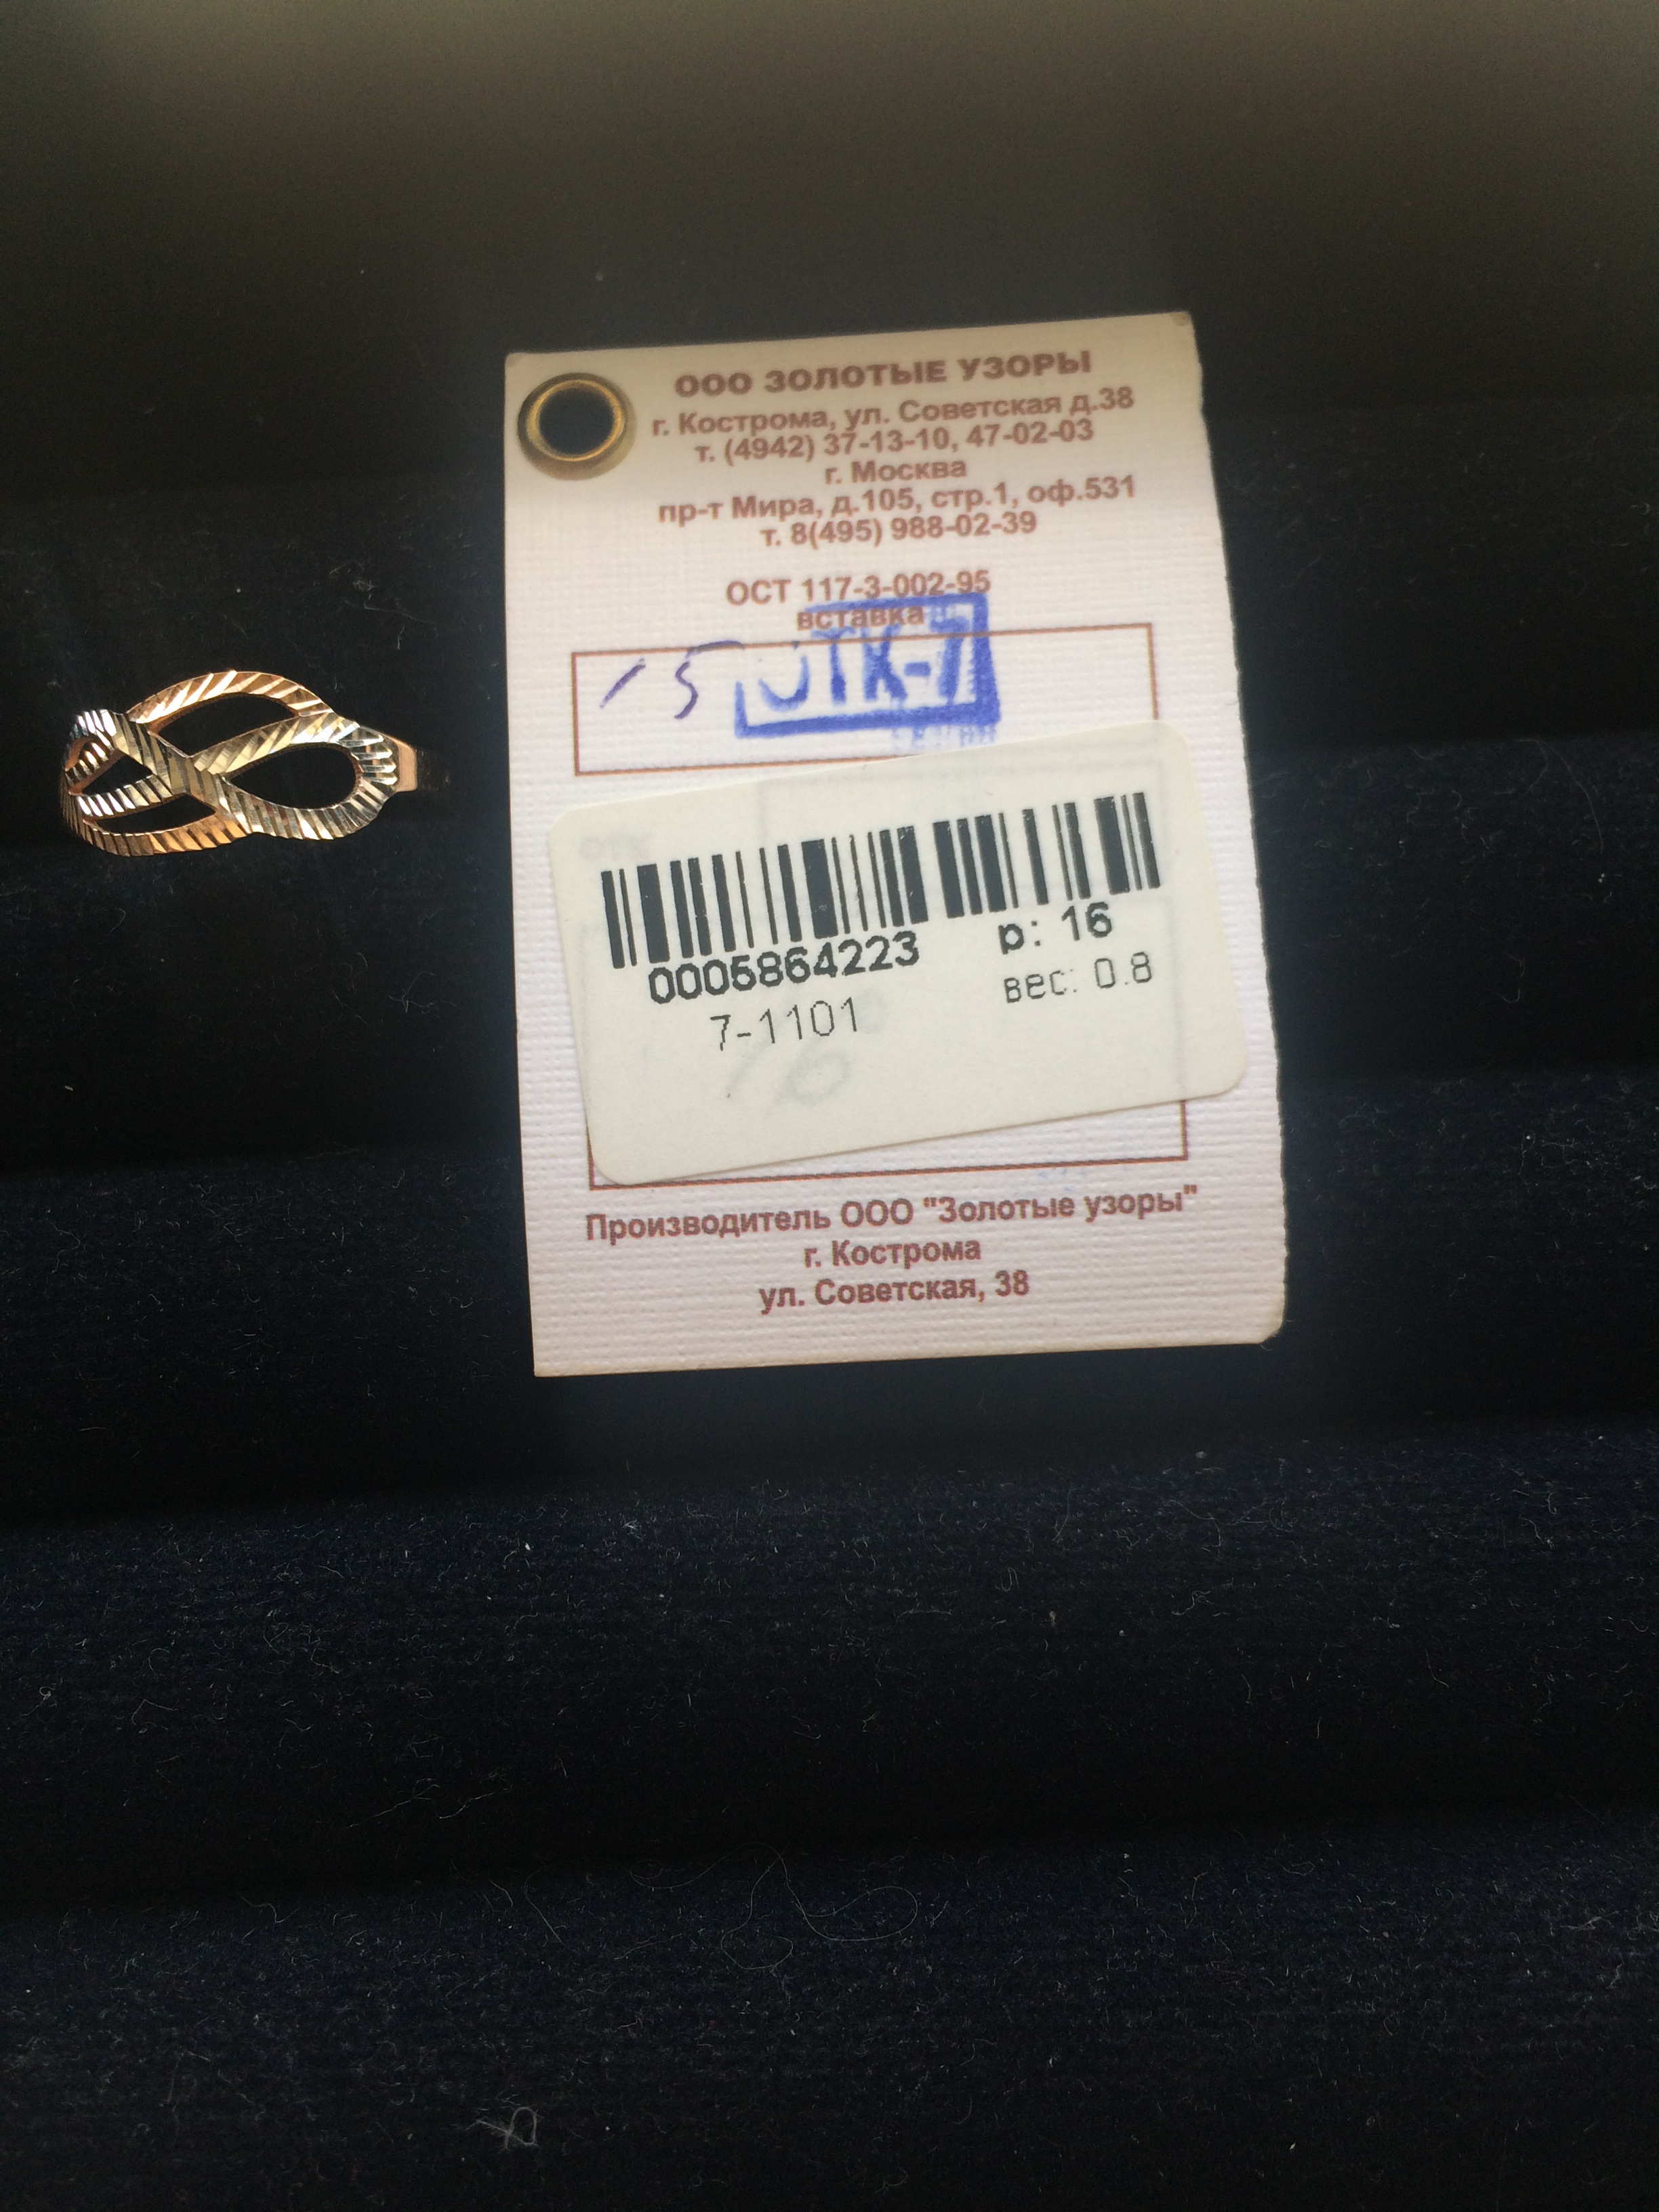 ООО ЗОЛОТЫЕ УЗОРЫ
г. Кострома, ул. Советская д.38
т. (4942) 37-13-10, 47-02-03
г. Москва
пр-т Мира, д.105, стр.1, оф.531
т. 8(495) 988-02-39
ОСТ 117-3-002-95
вставка
15 ОТК-7
0005864223 р: 16
7-1101 вес: 0.8
16
Производитель ООО "Золотые узоры"
г. Кострома
ул. Советская, 38